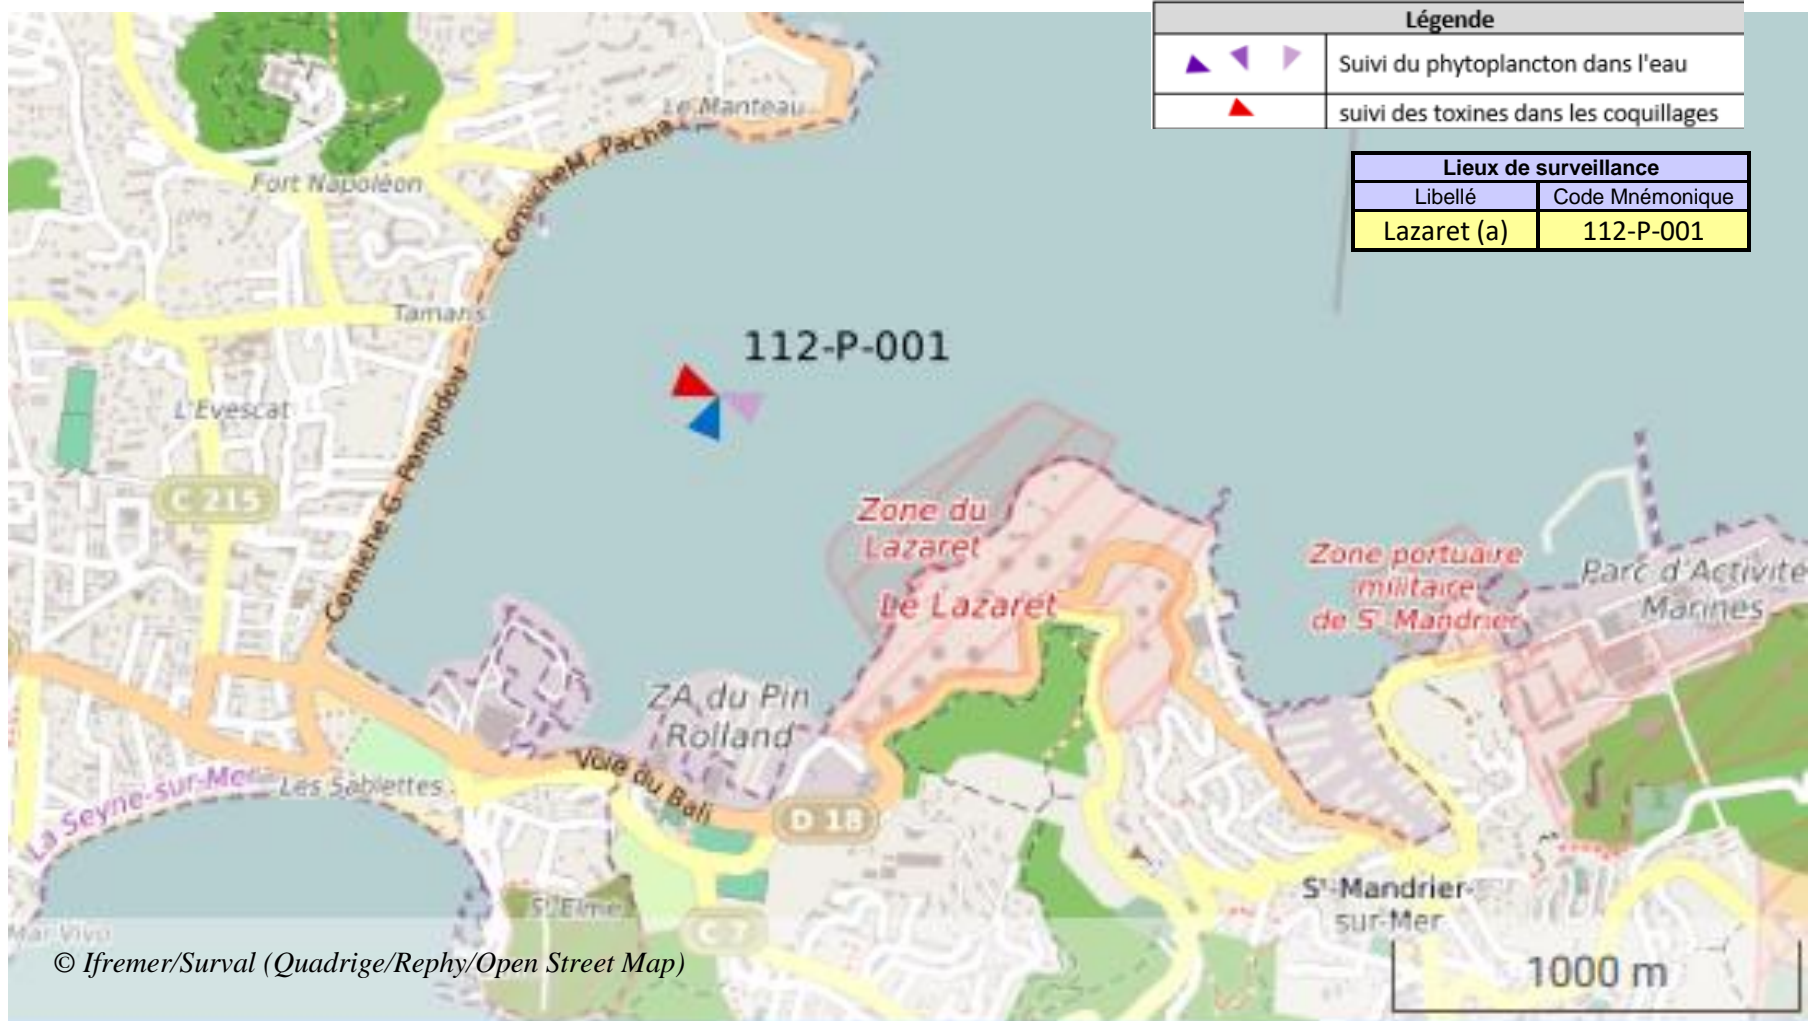 Légende
Suivi du phytoplancton dans l'eau
suivi des toxines dans les coquillages
Lieux de surveillance
Libellé Code Mnémonique
Lazaret (a) 112-P-001
Le Manteau
Corniche M. Pacha
Fort Napoléon
Tamaris
112-P-001
L'Evescat
Corniche G. Pompidou
C 215
Zone du
Lazaret
Le Lazaret
Zone portuaire
militaire
de St Mandrier
Parc d'Activité
Marines
ZA du Pin
Rolland
Voie du Bali
La Seyne-sur-Mer
Les Sablettes
D 18
St-Mandrier-
sur-Mer
St Elme
C 7
Mar Vivo
© Ifremer/Surval (Quadrige/Rephy/Open Street Map)
1000 m